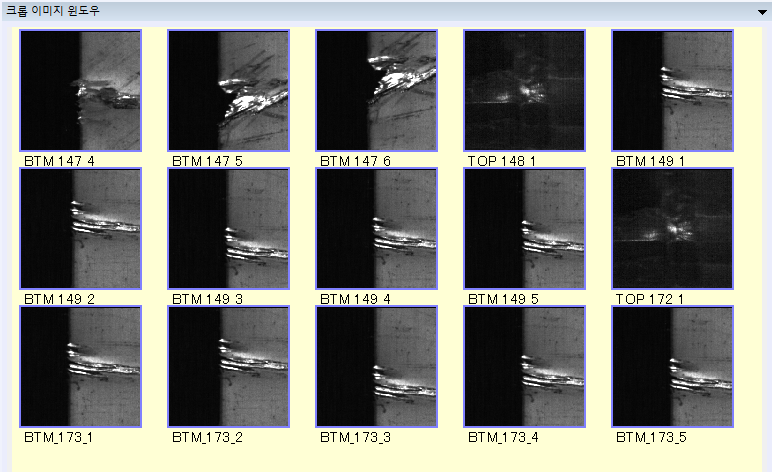 크롭 이미지 윈도우
BTM 147 4 BTM 147 5 BTM 147 6 TOP 148 1 BTM 149 1
BTM 149 2 BTM 149 3 BTM 149 4 BTM 149 5 TOP 172 1
BTM_173_1 BTM_173_2 BTM_173_3 BTM_173_4 BTM_173_5